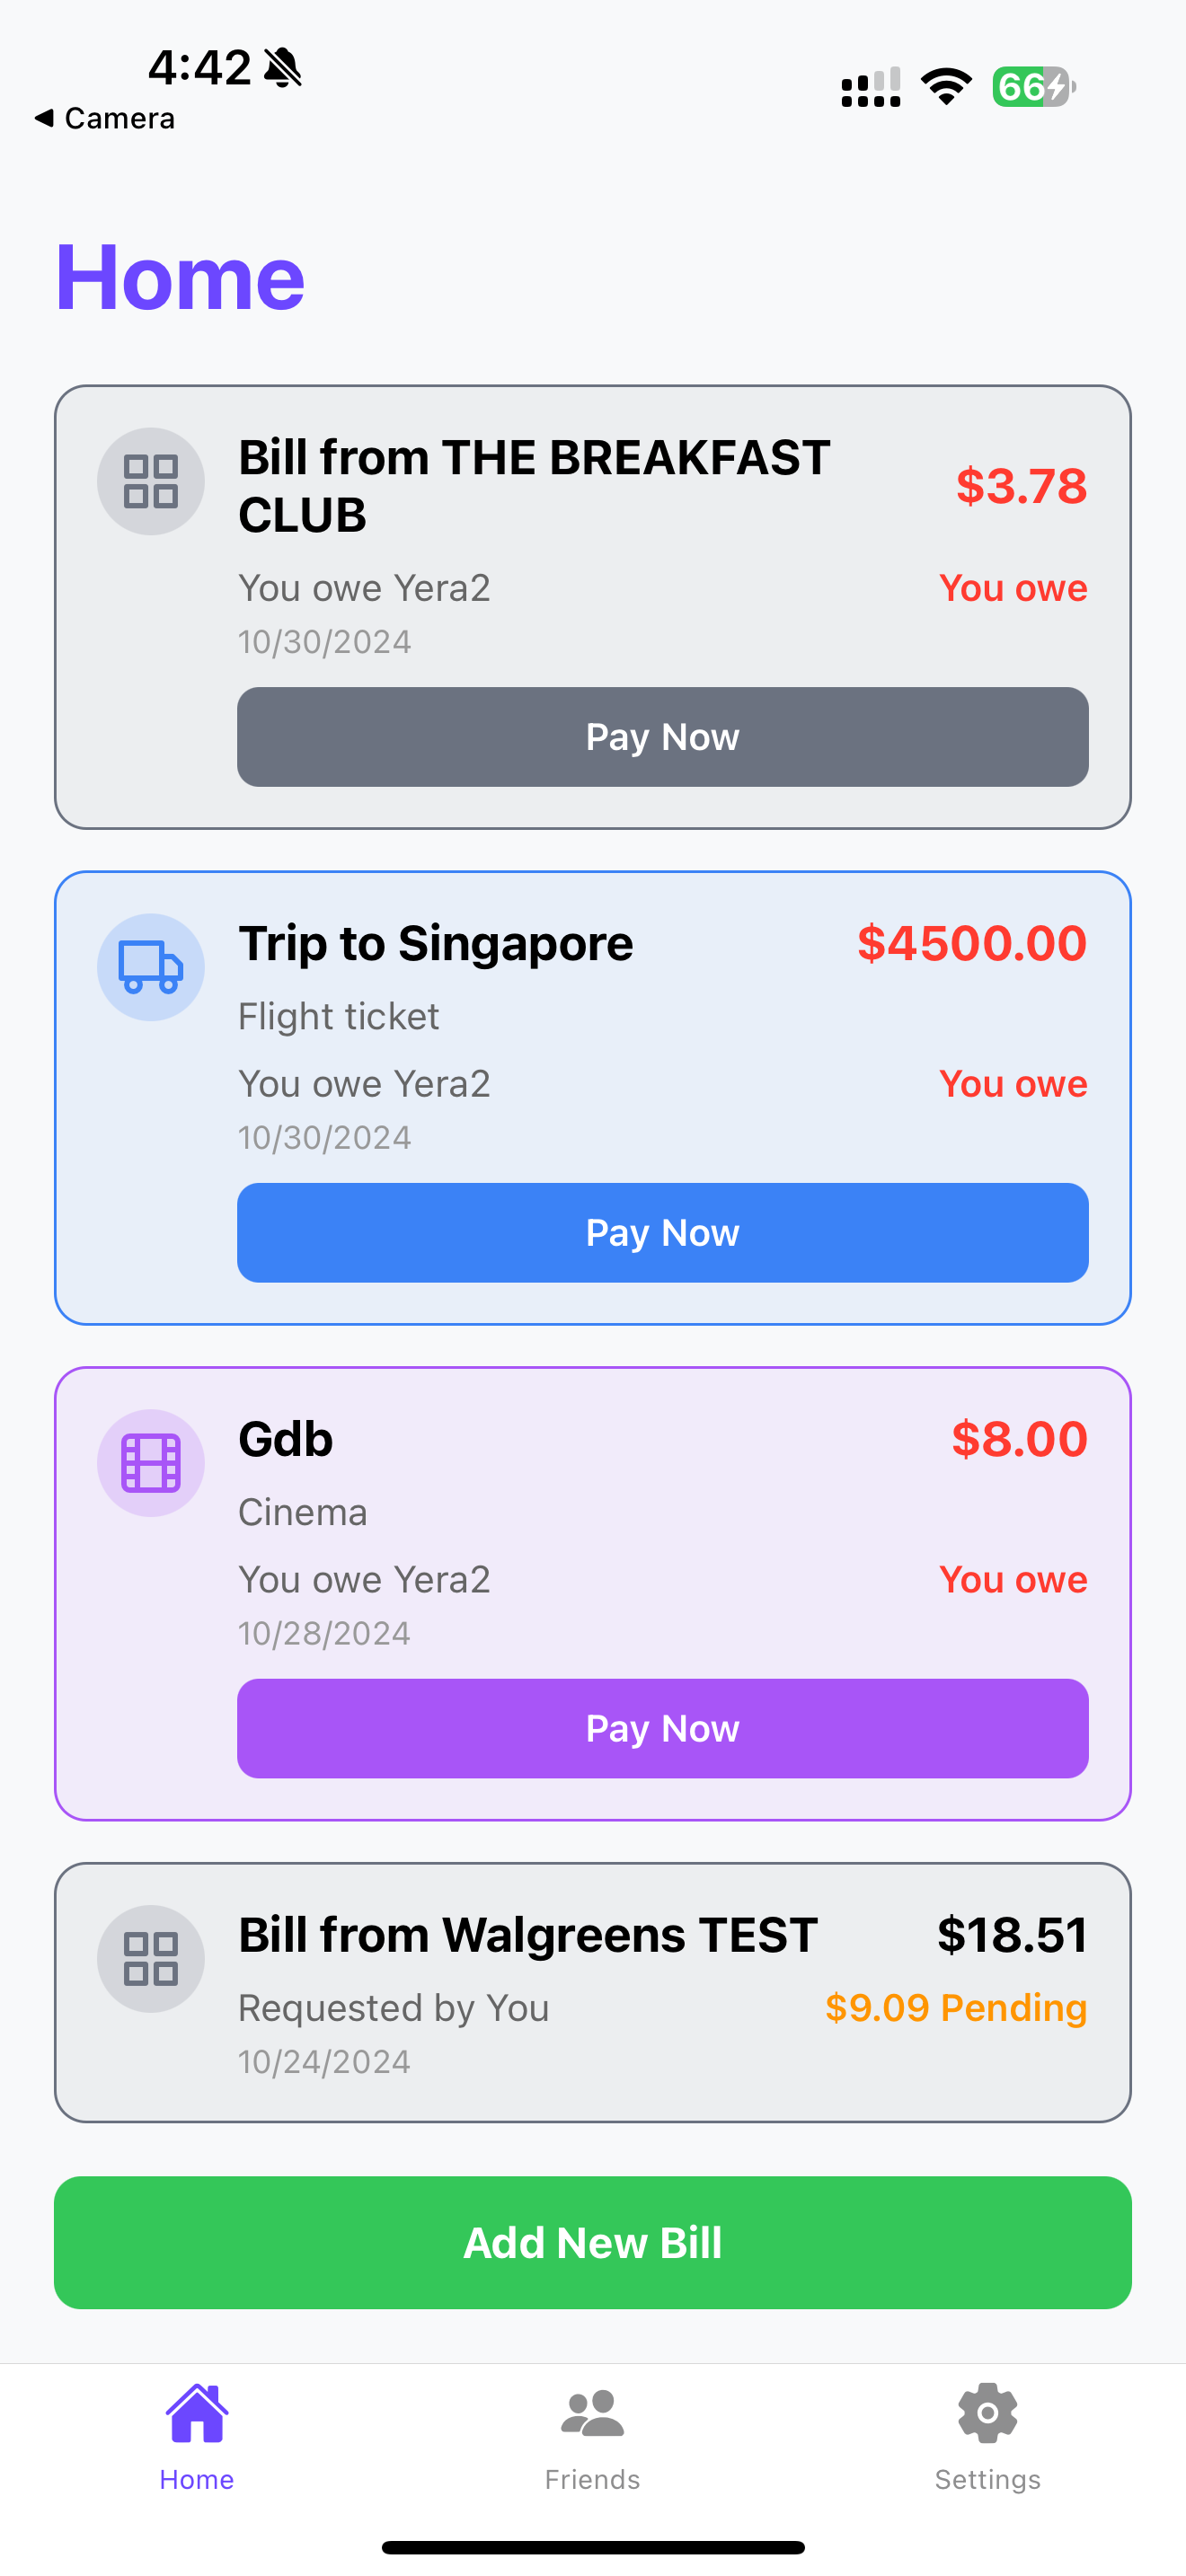 4:42
66
Camera
Home
Bill from THE BREAKFAST
CLUB
$3.78
You owe Yera2
You owe
10/30/2024
Pay Now
Trip to Singapore
$4500.00
Flight ticket
You owe Yera2
You owe
10/30/2024
Pay Now
Gdb
$8.00
Cinema
You owe Yera2
You owe
10/28/2024
Pay Now
Bill from Walgreens TEST
$18.51
Requested by You
$9.09 Pending
10/24/2024
Add New Bill
Home
Friends
Settings